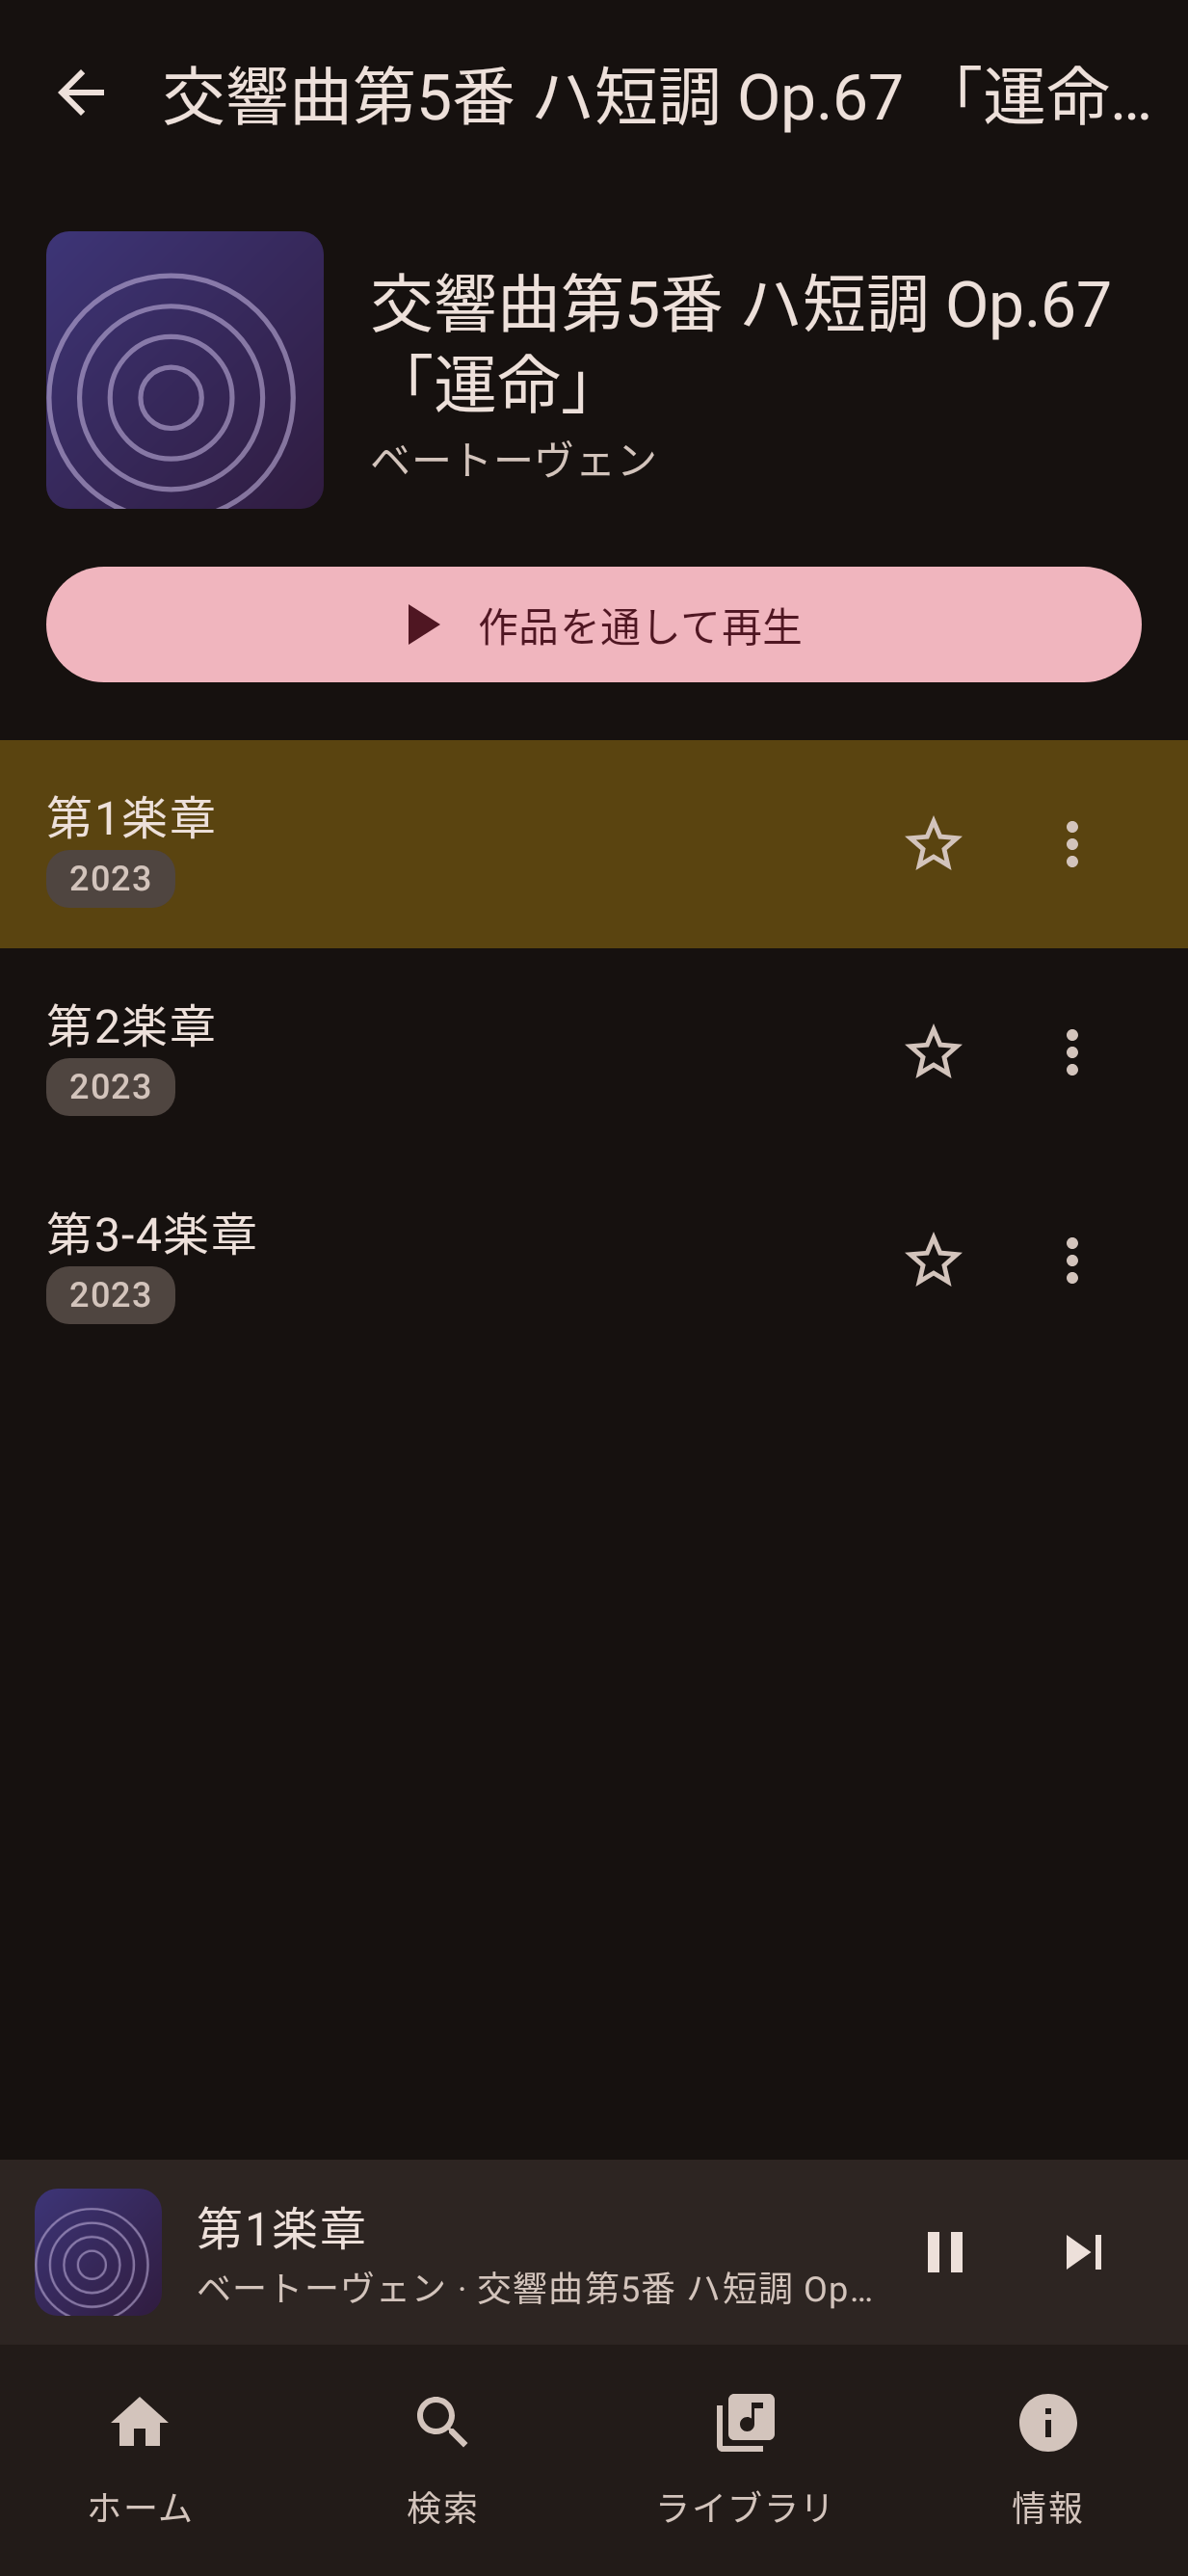 交響曲第5番 ハ短調 Op.67 「運命…
交響曲第5番 ハ短調 Op.67
「運命」
ベートーヴェン
作品を通して再生
第1楽章
2023
第2楽章
2023
第3-4楽章
2023
第1楽章
ベートーヴェン · 交響曲第5番 ハ短調 Op…
ホーム
検索
ライブラリ
情報